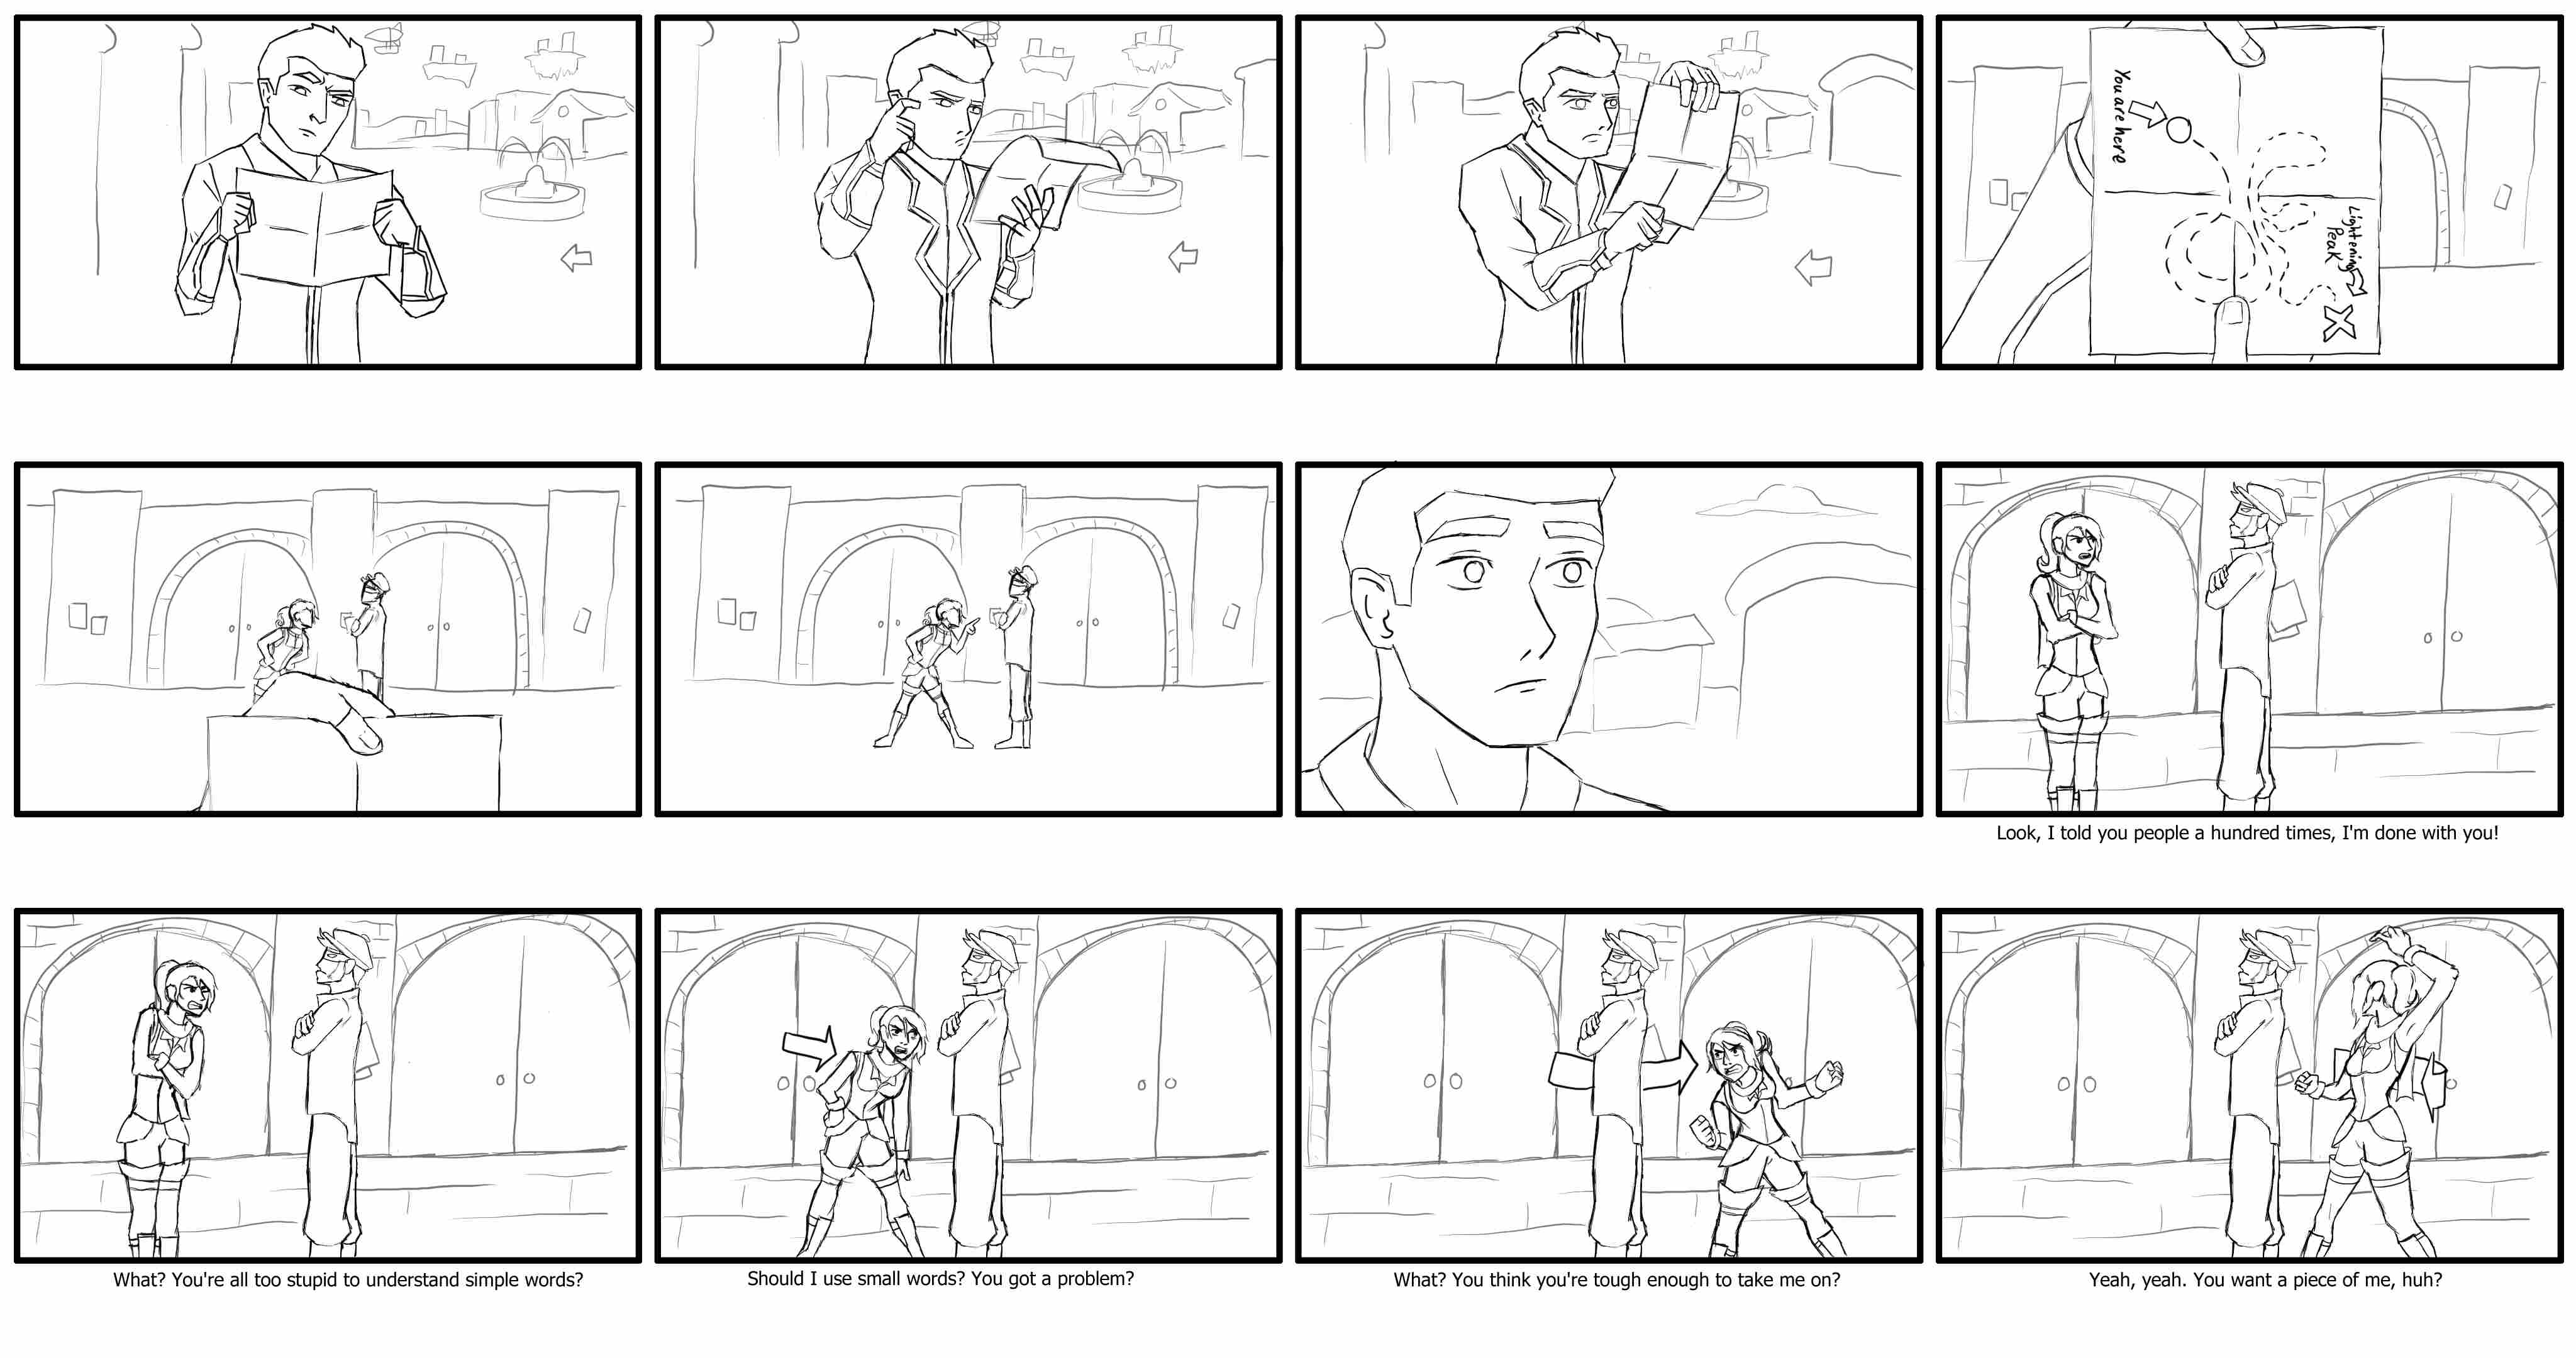 You are here
Lightening
Peak
Look, I told you people a hundred times, I'm done with you!
What? You're all too stupid to understand simple words?
Should I use small words? You got a problem?
What? You think you're tough enough to take me on?
Yeah, yeah. You want a piece of me, huh?